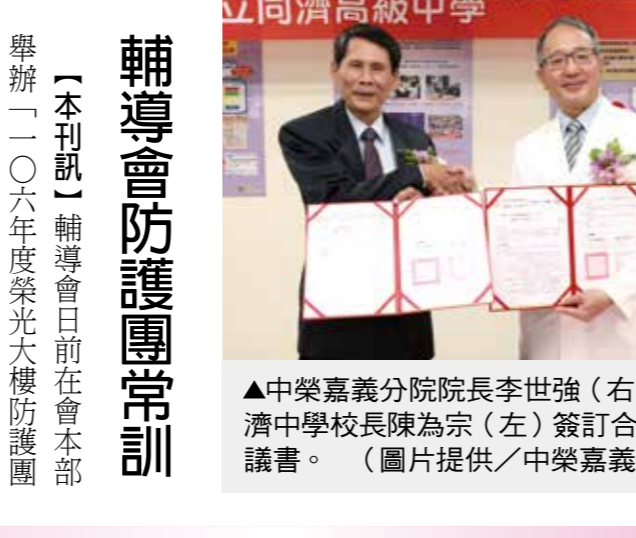 立同濟高級中學
輔導會防護團常訓
【本刊訊】輔導會日前在會本部
舉辦「一○六年度榮光大樓防護團
▲中榮嘉義分院院長李世強（右
濟中學校長陳為宗（左）簽訂合
議書。　（圖片提供／中榮嘉義